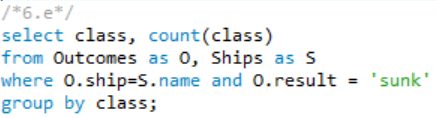 /*6.e*/
select class, count(class)
from Outcomes as O, Ships as S
where O.ship=S.name and O.result = 'sunk'
group by class;